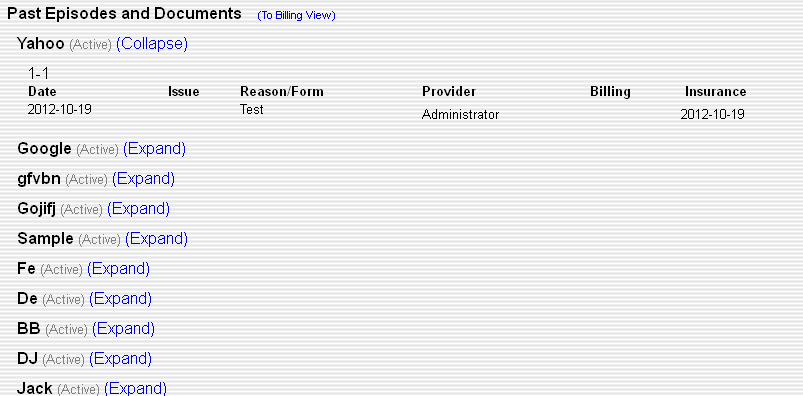 Past Episodes and Documents (To Billing View)
Yahoo (Active) (Collapse)
1-1
Date Issue Reason/Form Provider Billing Insurance
2012-10-19 Test Administrator 2012-10-19
Google (Active) (Expand)
gfvbn (Active) (Expand)
Gojifj (Active) (Expand)
Sample (Active) (Expand)
Fe (Active) (Expand)
De (Active) (Expand)
BB (Active) (Expand)
DJ (Active) (Expand)
Jack (Active) (Expand)